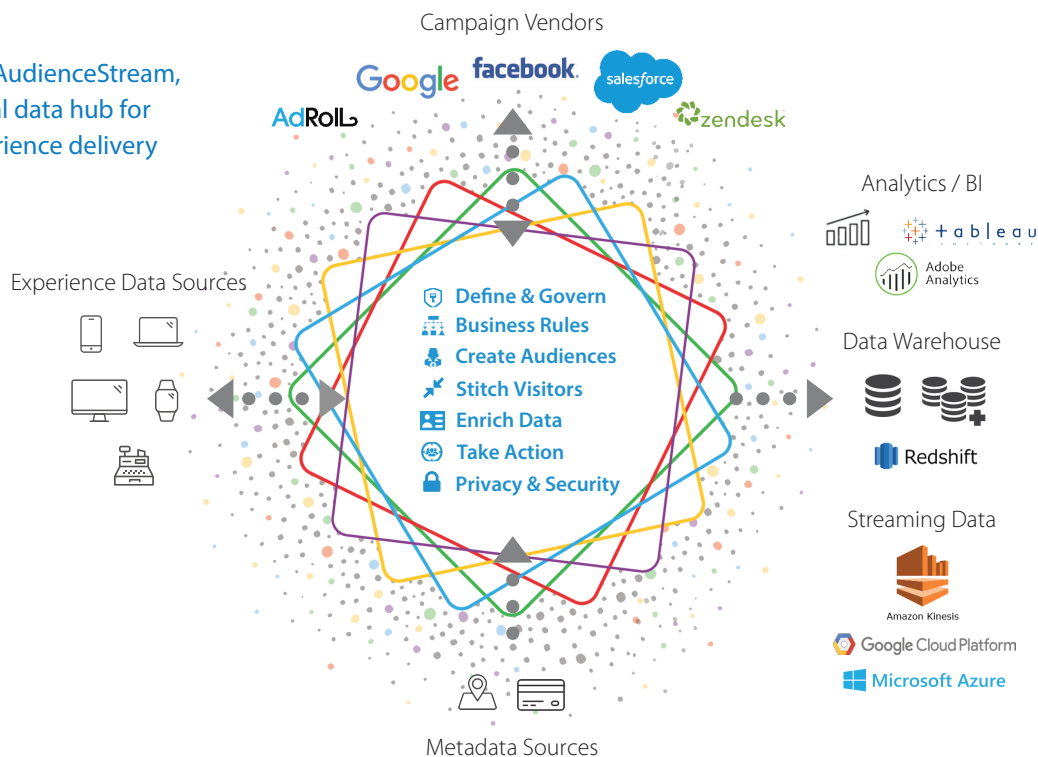 Campaign Vendors
AudienceStream,
l data hub for
rience delivery
Google
facebook.
salesforce
AdRoll
zendesk
Analytics / BI
+ableau
Adobe
Analytics
Experience Data Sources
Define & Govern
Business Rules
Create Audiences
Stitch Visitors
Enrich Data
Take Action
Privacy & Security
Data Warehouse
Redshift
Streaming Data
Amazon Kinesis
Google Cloud Platform
Microsoft Azure
Metadata Sources